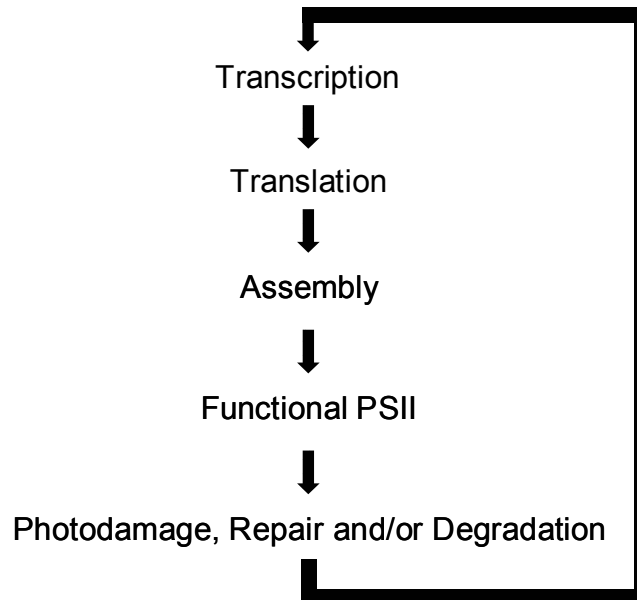 Transcription
Translation
Assembly
Functional PSII
Photodamage, Repair and/or Degradation